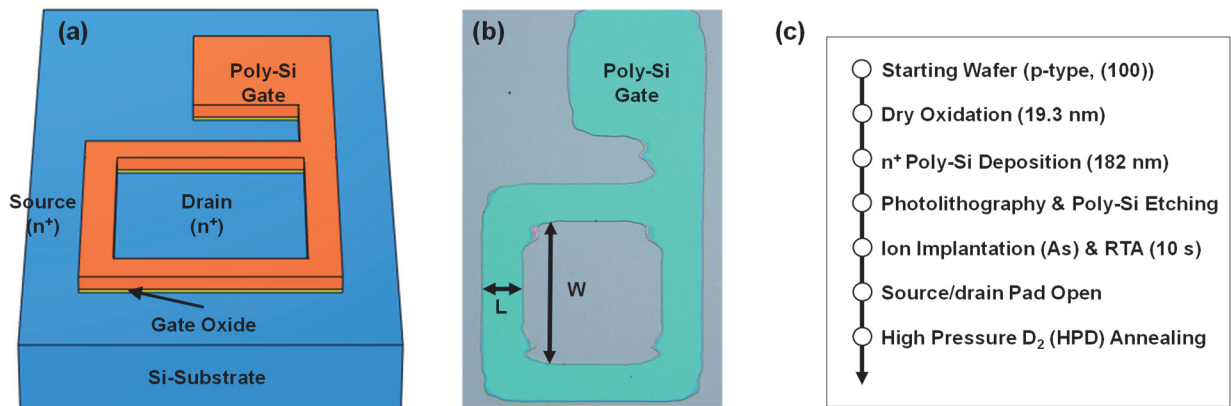 (a)
Poly-Si
Gate
Source
(n⁺)
Drain
(n⁺)
Gate Oxide
Si-Substrate
(b)
Poly-Si
Gate
L
W
(c)
Starting Wafer (p-type, (100))
Dry Oxidation (19.3 nm)
n⁺ Poly-Si Deposition (182 nm)
Photolithography & Poly-Si Etching
Ion Implantation (As) & RTA (10 s)
Source/drain Pad Open
High Pressure D₂ (HPD) Annealing